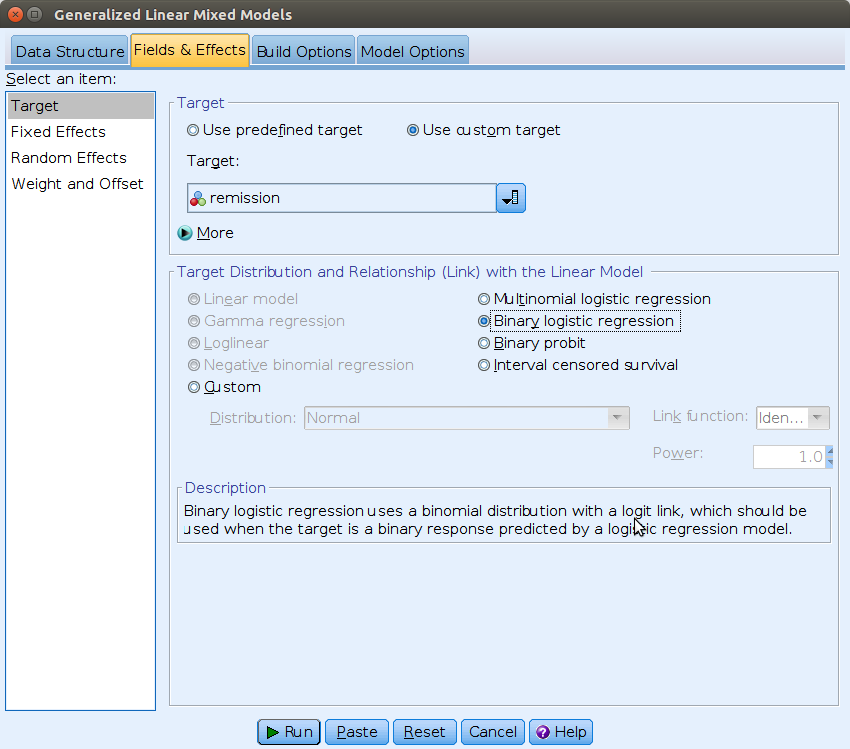 Generalized Linear Mixed Models
Data Structure Fields & Effects Build Options Model Options
Select an item:
Target
Fixed Effects
Random Effects
Weight and Offset
Target
Use predefined target Use custom target
Target:
remission
More
Target Distribution and Relationship (Link) with the Linear Model
Linear model Multinomial logistic regression
Gamma regression Binary logistic regression
Loglinear Binary probit
Negative binomial regression Interval censored survival
Custom
Distribution: Normal Link function: Iden...
Power: 1.0
Description
Binary logistic regression uses a binomial distribution with a logit link, which should be
used when the target is a binary response predicted by a logistic regression model.
Run Paste Reset Cancel Help